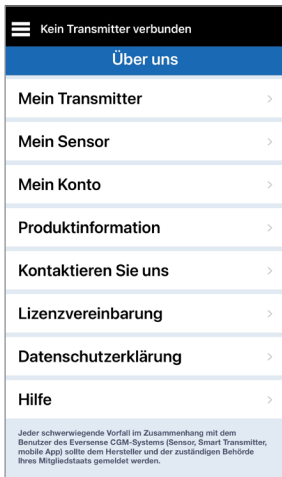 Kein Transmitter verbunden
Über uns
Mein Transmitter
Mein Sensor
Mein Konto
Produktinformation
Kontaktieren Sie uns
Lizenzvereinbarung
Datenschutzerklärung
Hilfe
Jeder schwerwiegende Vorfall im Zusammenhang mit dem
Benutzer des Eversense CGM-Systems (Sensor, Smart Transmitter,
mobile App) sollte dem Hersteller und der zuständigen Behörde
Ihres Mitgliedstaats gemeldet werden.